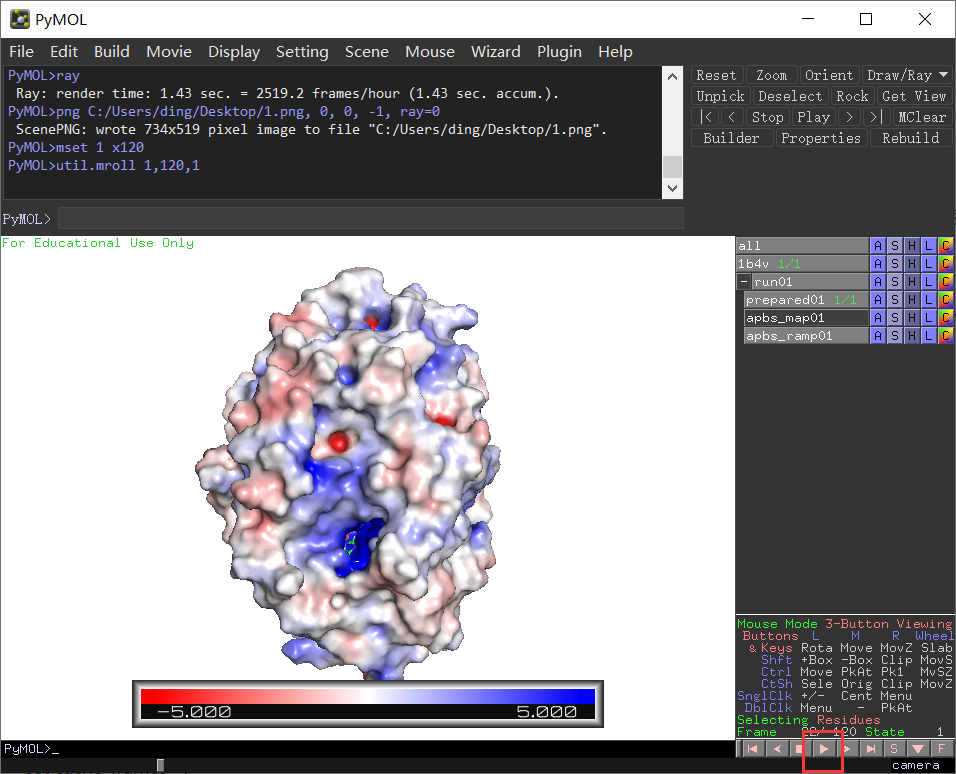 PyMOL
File Edit Build Movie Display Setting Scene Mouse Wizard Plugin Help
PyMOL>ray
Ray: render time: 1.43 sec. = 2519.2 frames/hour (1.43 sec. accum.).
PyMOL>png C:/Users/ding/Desktop/1.png, 0, 0, -1, ray=0
ScenePNG: wrote 734x519 pixel image to file "C:/Users/ding/Desktop/1.png".
PyMOL>mset 1 x120
PyMOL>util.mroll 1,120,1
PyMOL>
Reset Zoom Orient Draw/Ray
Unpick Deselect Rock Get View
|< < Stop Play > >| MClear
Builder Properties Rebuild
For Educational Use Only
all A S H L C
1b4v 1/1 A S H L C
- run01 A S H L C
prepared01 1/1 A S H L C
apbs_map01 A S H L C
apbs_ramp01 A S H L C
-5.000 5.000
Mouse Mode 3-Button Viewing
Buttons L M R Wheel
& Keys Rota Move MovZ Slab
Shft +Box -Box Clip MovS
Ctrl Move PkAt Pk1 MvSZ
CtSh Sele Orig Clip MovZ
SnglClk +/- Cent Menu
DblClk Menu - PkAt
Selecting Residues
Frame 120 State 1
S F
PyMOL>_
camera